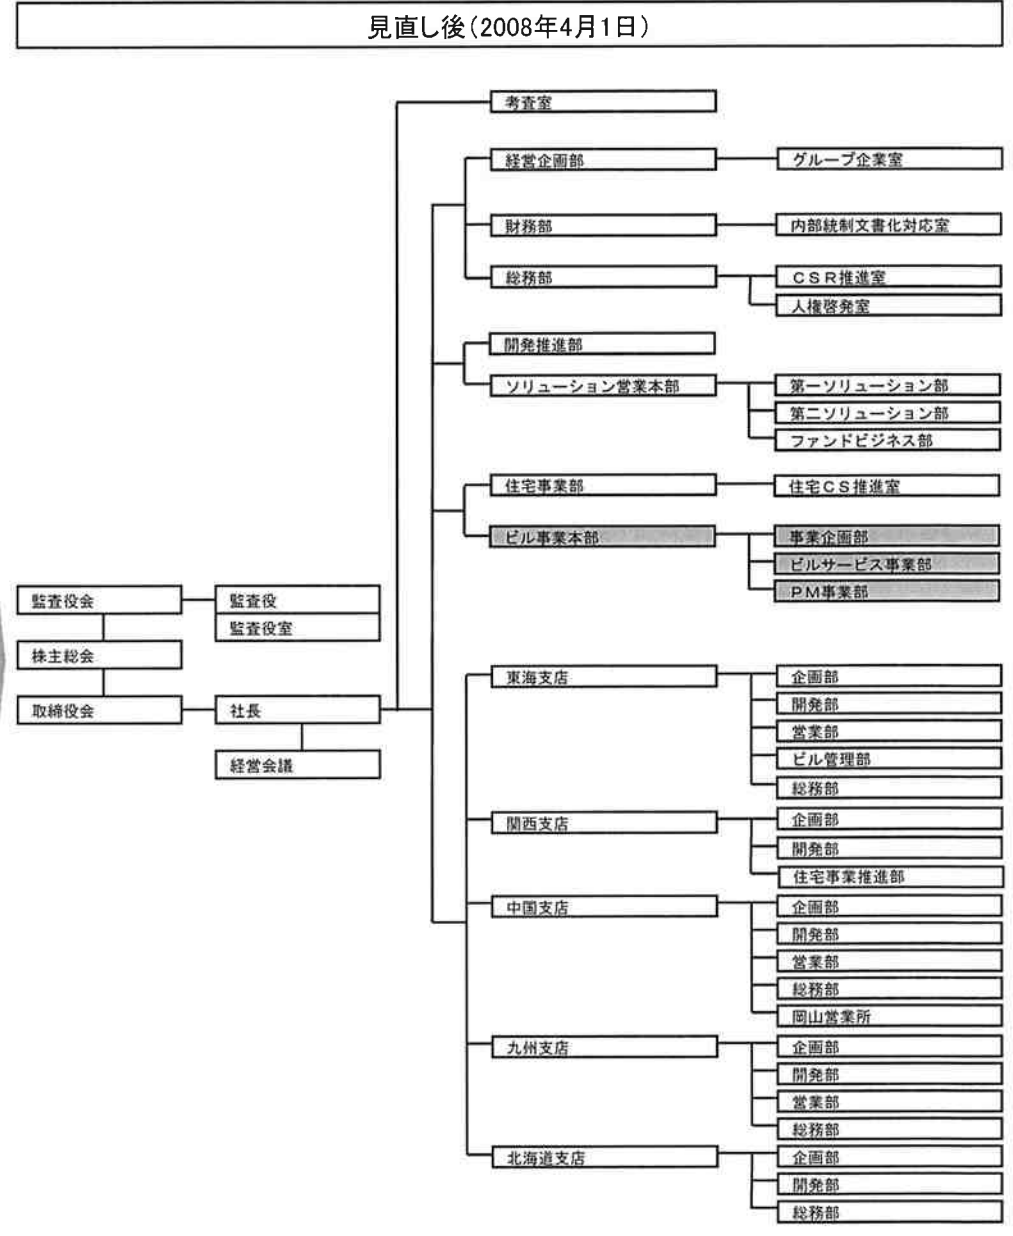 見直し後(2008年4月1日)
考査室
経営企画部
グループ企業室
財務部
内部統制文書化対応室
総務部
CSR推進室
人権啓発室
開発推進部
ソリューション営業本部
第一ソリューション部
第二ソリューション部
ファンドビジネス部
住宅事業部
住宅CS推進室
ビル事業本部
事業企画部
ビルサービス事業部
PM事業部
監査役会
監査役
監査役室
株主総会
取締役会
社長
経営会議
東海支店
企画部
開発部
営業部
ビル管理部
総務部
関西支店
企画部
開発部
住宅事業推進部
中国支店
企画部
開発部
営業部
総務部
岡山営業所
九州支店
企画部
開発部
営業部
総務部
北海道支店
企画部
開発部
総務部